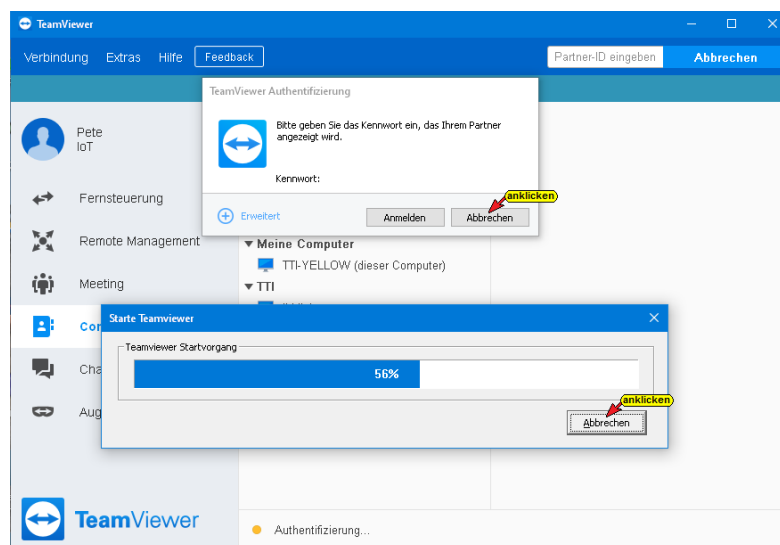 TeamViewer
Verbindung Extras Hilfe Feedback Partner-ID eingeben Abbrechen
TeamViewer Authentifizierung
Bitte geben Sie das Kennwort ein, das Ihrem Partner
angezeigt wird.
Kennwort:
anklicken
Erweitert Anmelden Abbrechen
Pete
IoT
Fernsteuerung
Remote Management
Meeting
Cha
Aug
Meine Computer
TTI-YELLOW (dieser Computer)
TTI
Starte Teamviewer
Teamviewer Startvorgang
56%
anklicken
Abbrechen
TeamViewer
Authentifizierung...